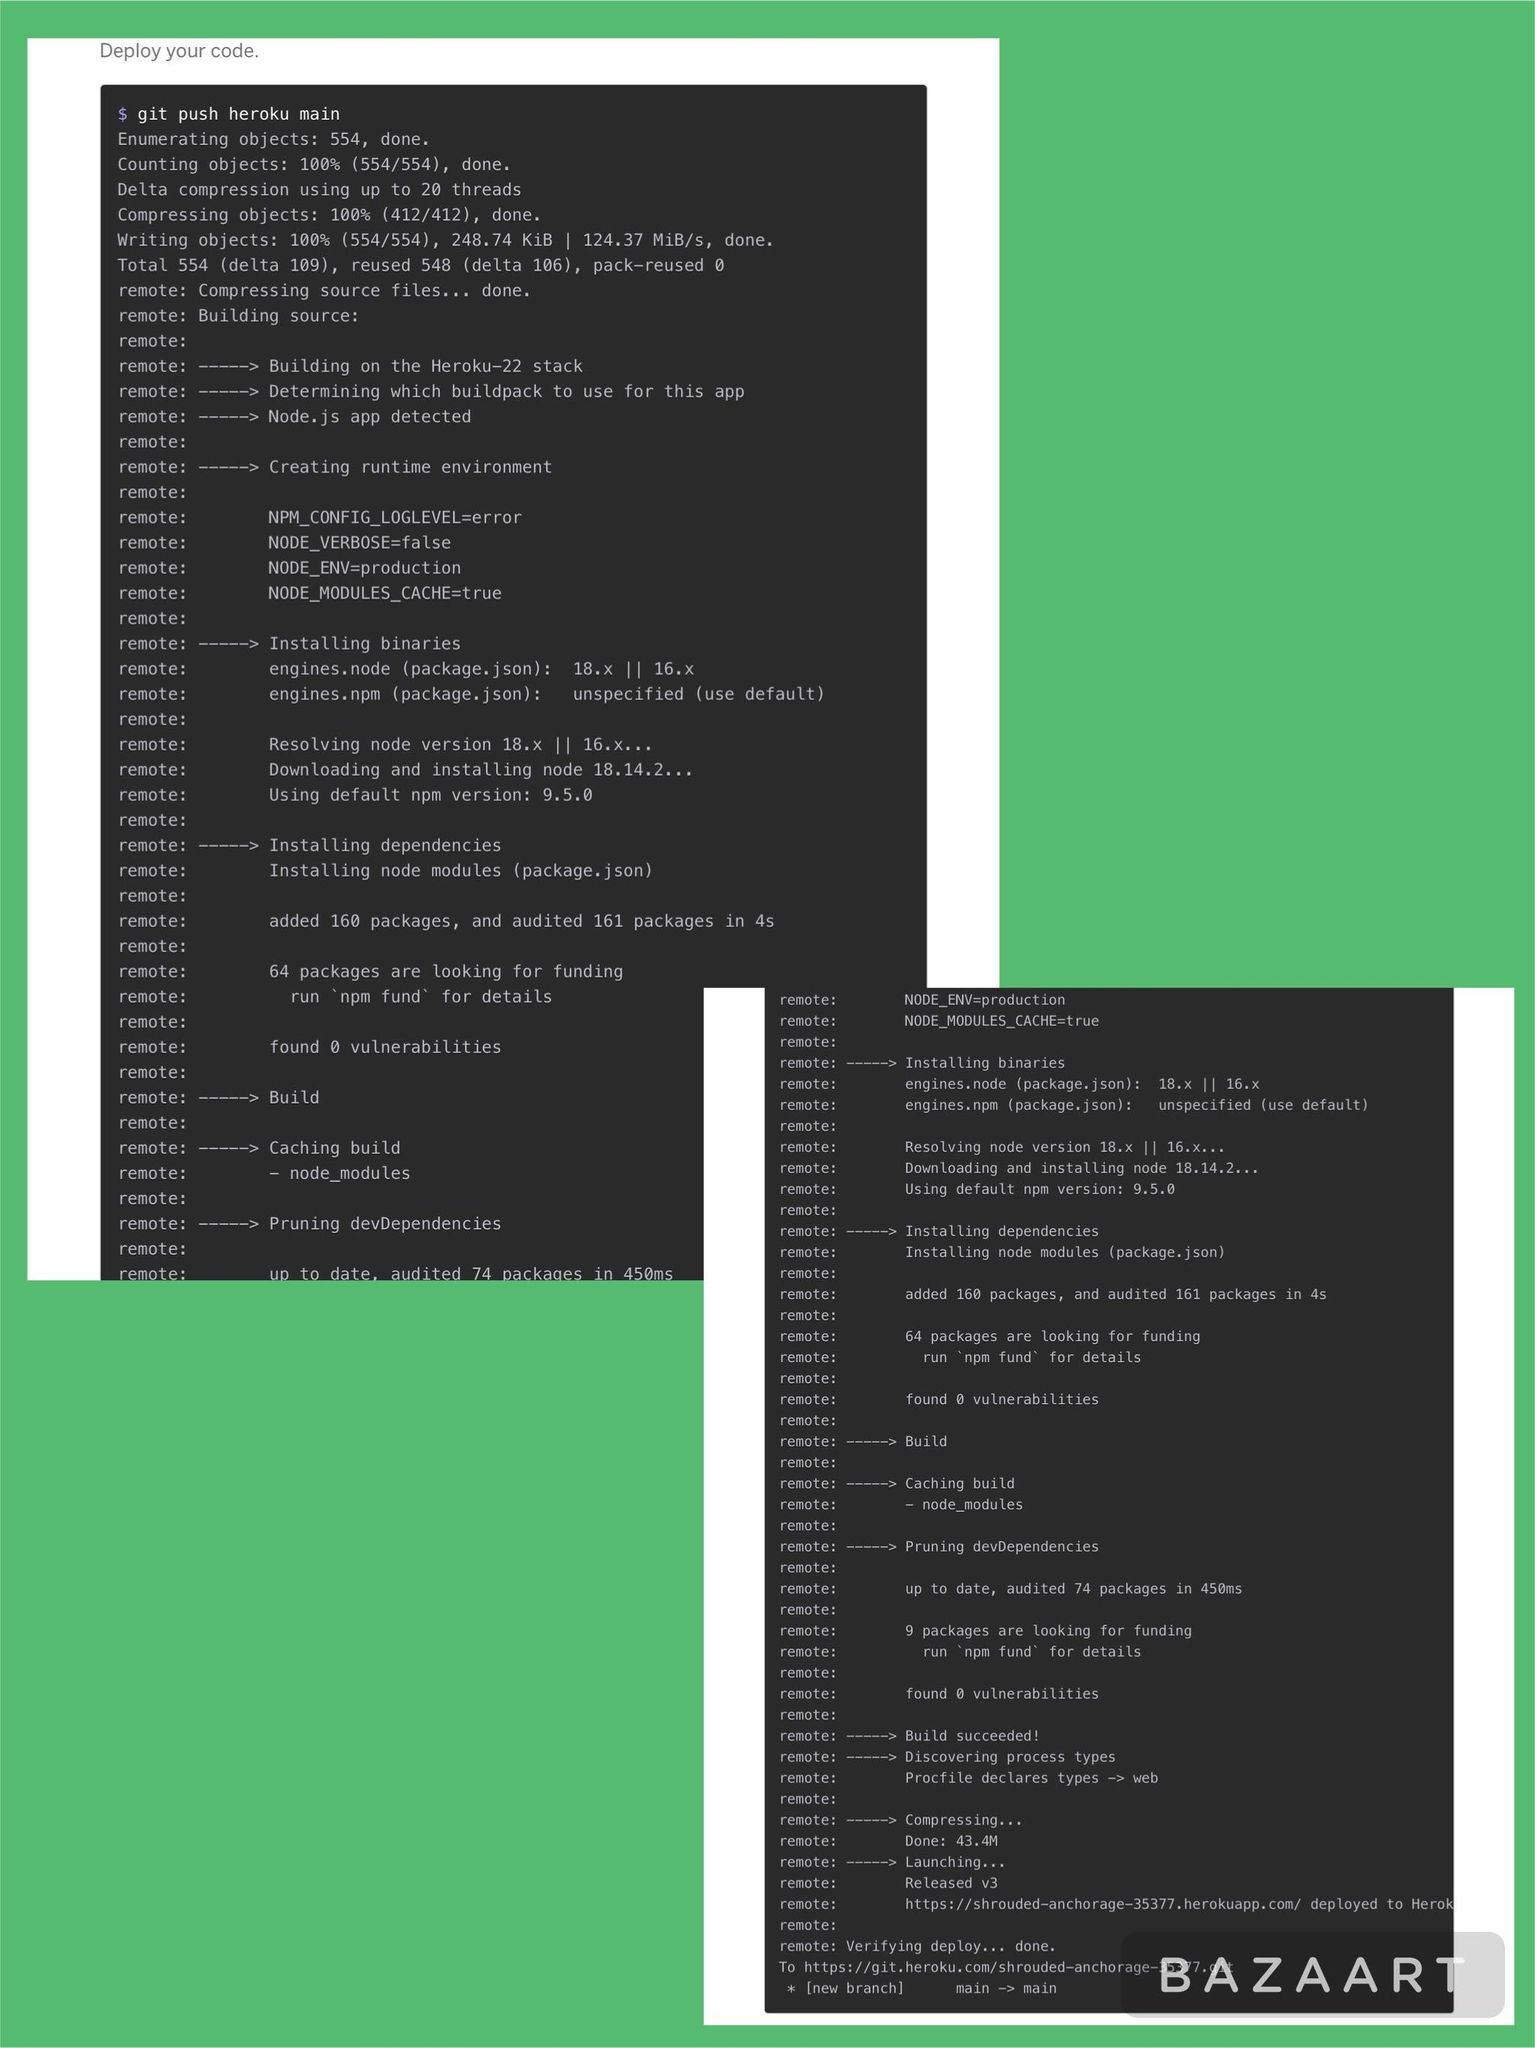 Deploy your code.
$ git push heroku main
Enumerating objects: 554, done.
Counting objects: 100% (554/554), done.
Delta compression using up to 20 threads
Compressing objects: 100% (412/412), done.
Writing objects: 100% (554/554), 248.74 KiB | 124.37 MiB/s, done.
Total 554 (delta 109), reused 548 (delta 106), pack-reused 0
remote: Compressing source files... done.
remote: Building source:
remote:
remote: -----> Building on the Heroku-22 stack
remote: -----> Determining which buildpack to use for this app
remote: -----> Node.js app detected
remote:
remote: -----> Creating runtime environment
remote:
remote:        NPM_CONFIG_LOGLEVEL=error
remote:        NODE_VERBOSE=false
remote:        NODE_ENV=production
remote:        NODE_MODULES_CACHE=true
remote:
remote: -----> Installing binaries
remote:        engines.node (package.json):  18.x || 16.x
remote:        engines.npm (package.json):   unspecified (use default)
remote:
remote:        Resolving node version 18.x || 16.x...
remote:        Downloading and installing node 18.14.2...
remote:        Using default npm version: 9.5.0
remote:
remote: -----> Installing dependencies
remote:        Installing node modules (package.json)
remote:
remote:        added 160 packages, and audited 161 packages in 4s
remote:
remote:        64 packages are looking for funding
remote:          run `npm fund` for details
remote:
remote:        found 0 vulnerabilities
remote:
remote: -----> Build
remote:
remote: -----> Caching build
remote:        - node_modules
remote:
remote: -----> Pruning devDependencies
remote:
remote:        up to date, audited 74 packages in 450ms
remote:        NODE_ENV=production
remote:        NODE_MODULES_CACHE=true
remote:
remote: -----> Installing binaries
remote:        engines.node (package.json):  18.x || 16.x
remote:        engines.npm (package.json):   unspecified (use default)
remote:
remote:        Resolving node version 18.x || 16.x...
remote:        Downloading and installing node 18.14.2...
remote:        Using default npm version: 9.5.0
remote:
remote: -----> Installing dependencies
remote:        Installing node modules (package.json)
remote:
remote:        added 160 packages, and audited 161 packages in 4s
remote:
remote:        64 packages are looking for funding
remote:          run `npm fund` for details
remote:
remote:        found 0 vulnerabilities
remote:
remote: -----> Build
remote:
remote: -----> Caching build
remote:        - node_modules
remote:
remote: -----> Pruning devDependencies
remote:
remote:        up to date, audited 74 packages in 450ms
remote:
remote:        9 packages are looking for funding
remote:          run `npm fund` for details
remote:
remote:        found 0 vulnerabilities
remote:
remote: -----> Build succeeded!
remote: -----> Discovering process types
remote:        Procfile declares types -> web
remote:
remote: -----> Compressing...
remote:        Done: 43.4M
remote: -----> Launching...
remote:        Released v3
remote:        https://shrouded-anchorage-35377.herokuapp.com/ deployed to Herok
remote:
remote: Verifying deploy... done.
To https://git.heroku.com/shrouded-anchorage-35377.git
 * [new branch]      main -> main
BAZAART